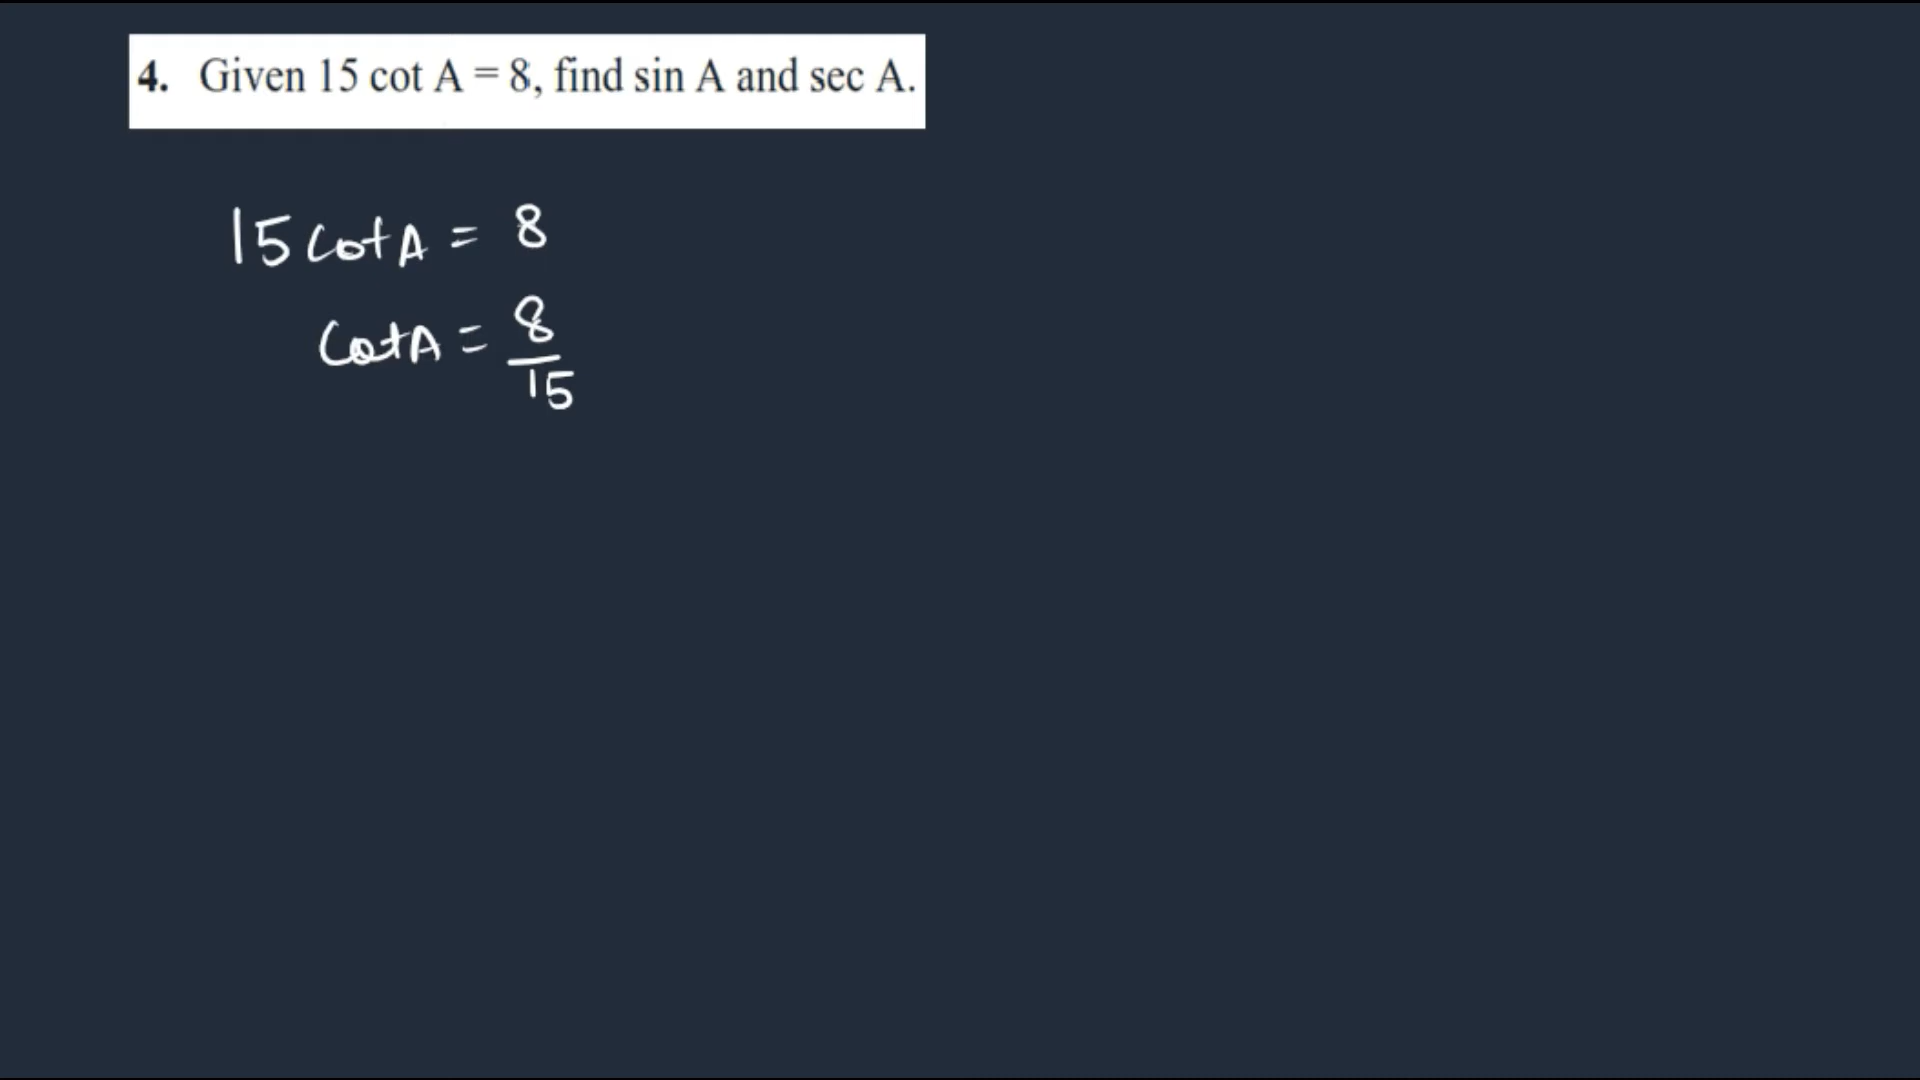 4. Given 15 cot A = 8, find sin A and sec A.
15 cot A = 8
cot A = 8/15